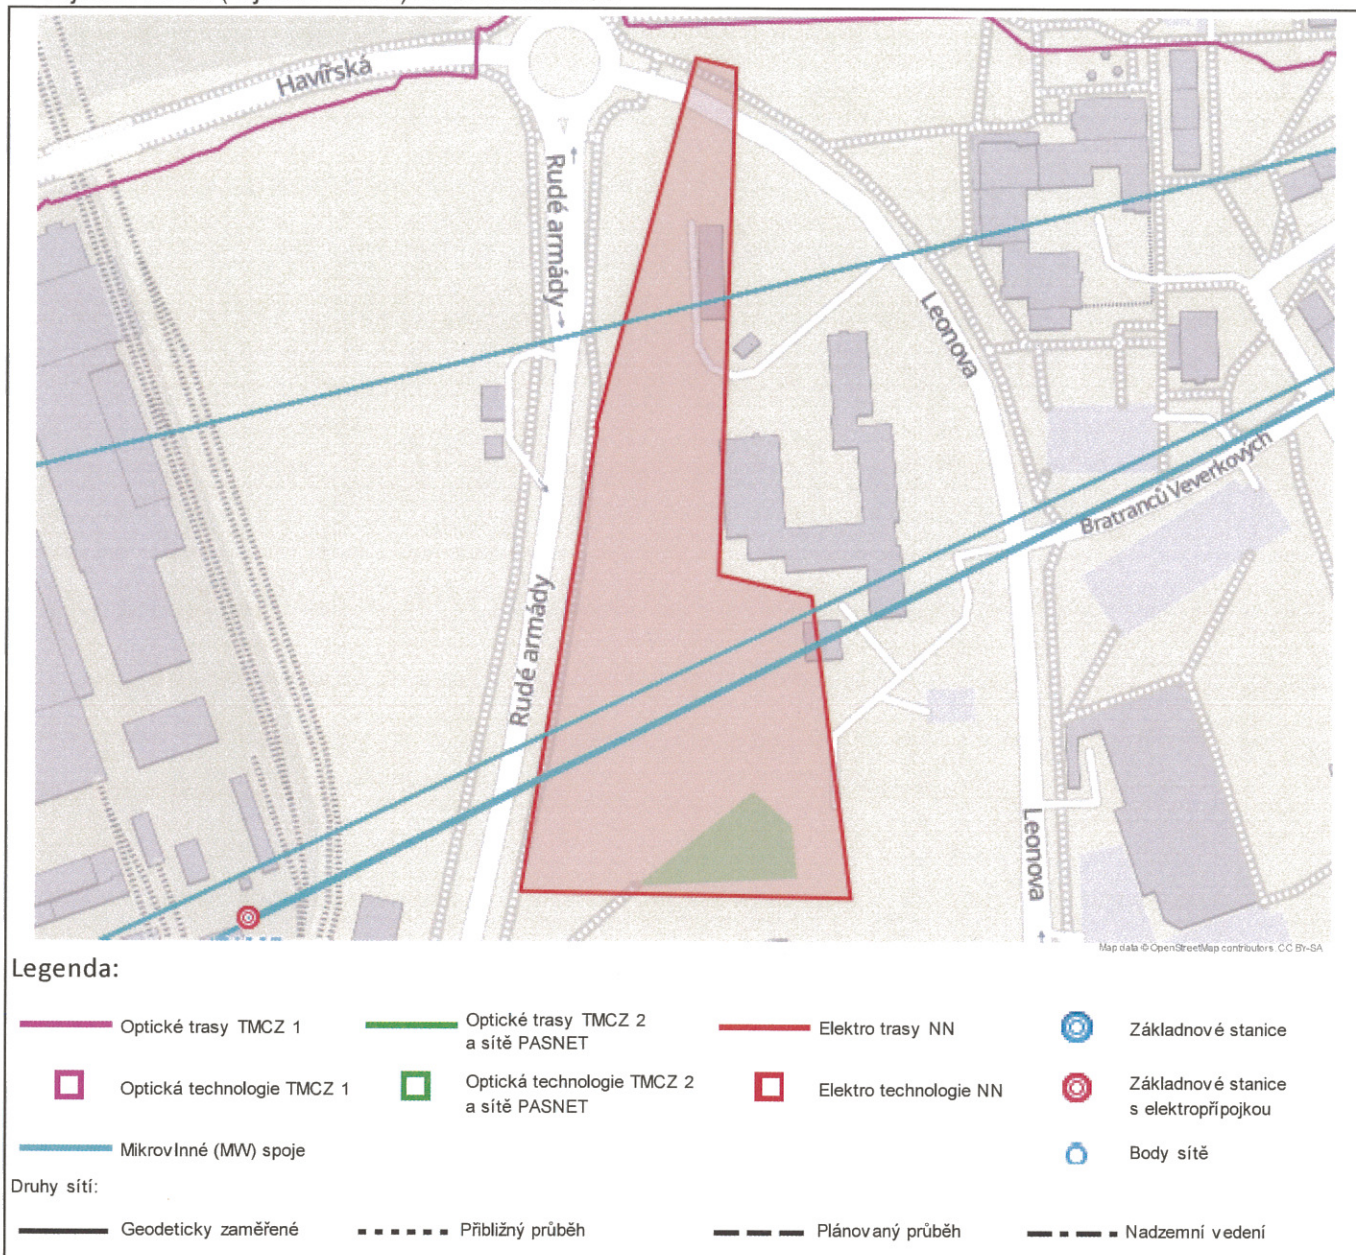 Havířská
Rudé armády
Leonova
Bratranců Veverkových
Rudé armády
Leonova
Map data © OpenStreetMap contributors CC BY-SA
Legenda:
Optické trasy TMCZ 1
Optické trasy TMCZ 2
a sítě PASNET
Elektro trasy NN
Základnové stanice
Optická technologie TMCZ 1
Optická technologie TMCZ 2
a sítě PASNET
Elektro technologie NN
Základnové stanice
s elektropřípojkou
Mikrovlnné (MW) spoje
Body sítě
Druhy sítí:
Geodeticky zaměřené
Přibližný průběh
Plánovaný průběh
Nadzemní vedení